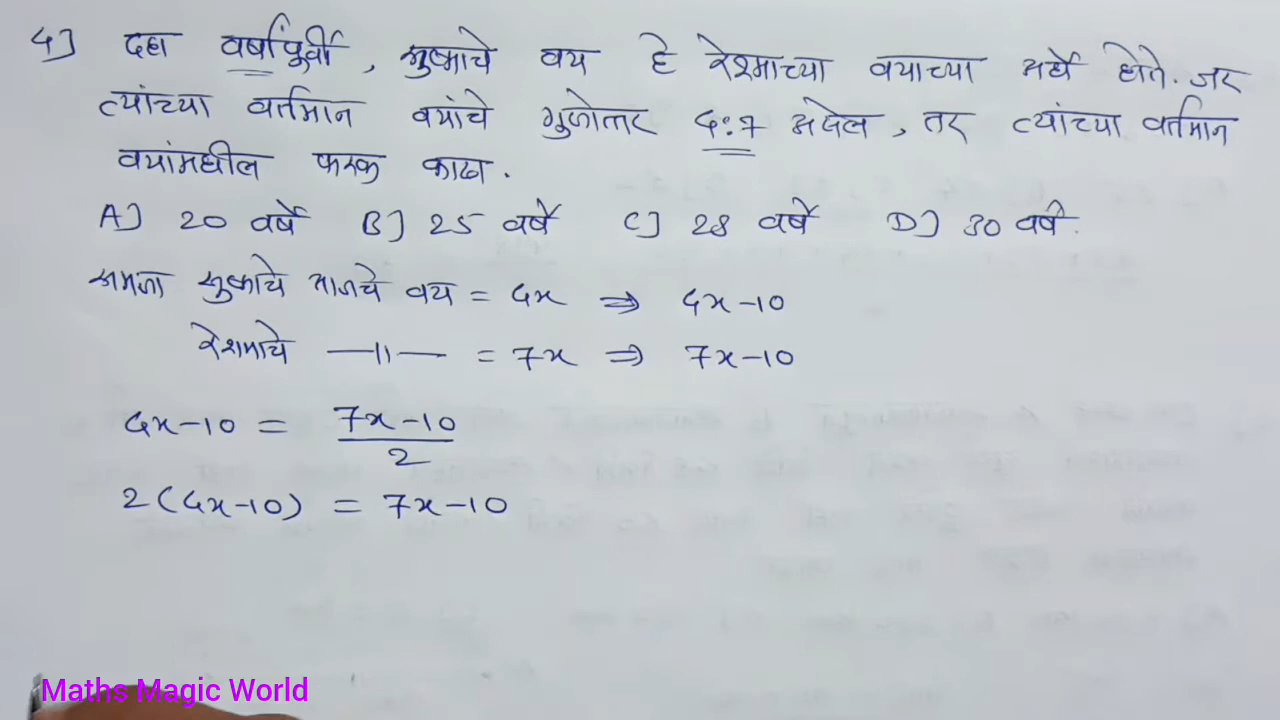 4] दहा वर्षांपूर्वी , सुष्माचे वय हे रेश्माच्या वयाच्या अर्धे होते. जर
त्यांच्या वर्तमान वयांचे गुणोत्तर 4:7 असेल , तर त्यांच्या वर्तमान
वयांमधील फरक काढा .
A] 20 वर्षे B] 25 वर्षे C] 28 वर्षे D] 30 वर्षे.
समजा सुष्माचे आजचे वय = 4x ⇒ 4x-10
रेशमाचे —11— = 7x ⇒ 7x-10
4x-10 = 7x-10
2
2(4x-10) = 7x-10
Maths Magic World